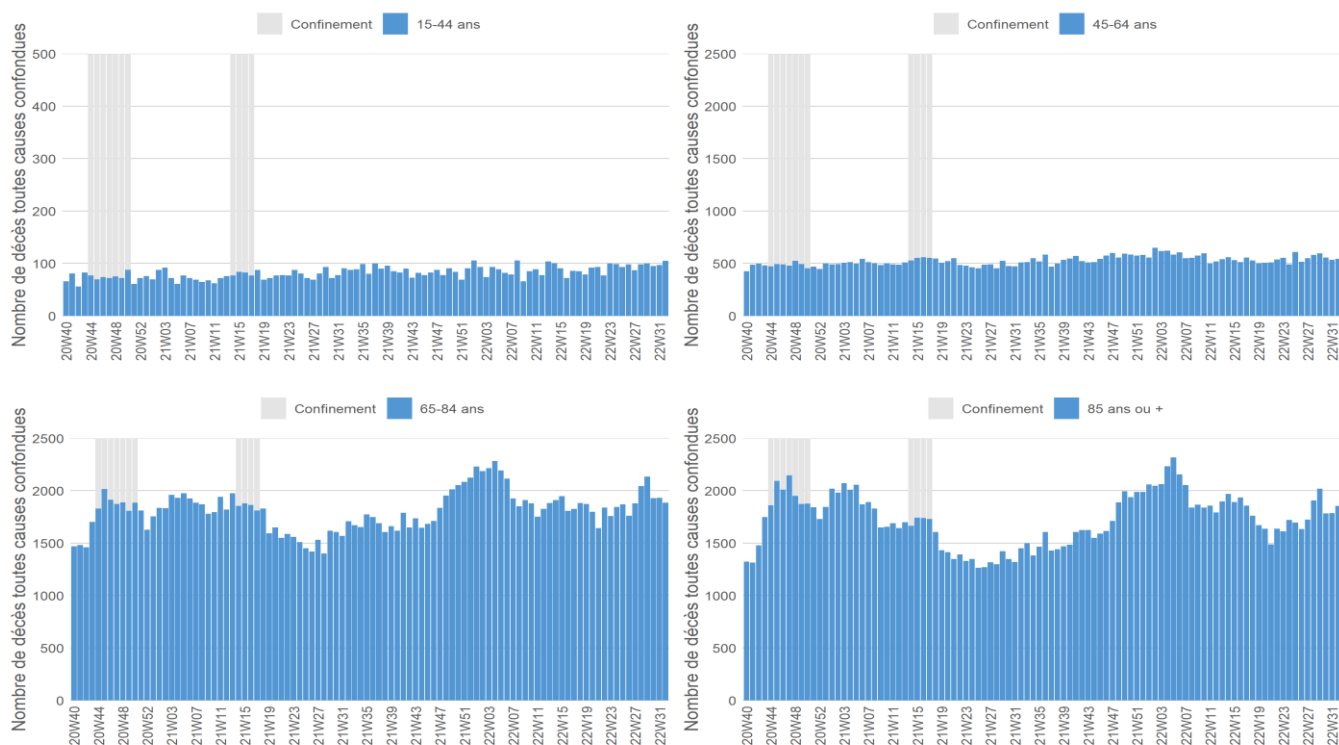 Confinement 15-44 ans
Nombre de décès toutes causes confondues
500
400
300
200
100
0
20W40 20W44 20W48 20W52 21W03 21W07 21W11 21W15 21W19 21W23 21W27 21W31 21W35 21W39 21W43 21W47 21W51 22W03 22W07 22W11 22W15 22W19 22W23 22W27 22W31
Confinement 45-64 ans
Nombre de décès toutes causes confondues
2500
2000
1500
1000
500
0
20W40 20W44 20W48 20W52 21W03 21W07 21W11 21W15 21W19 21W23 21W27 21W31 21W35 21W39 21W43 21W47 21W51 22W03 22W07 22W11 22W15 22W19 22W23 22W27 22W31
Confinement 65-84 ans
Nombre de décès toutes causes confondues
2500
2000
1500
1000
500
0
20W40 20W44 20W48 20W52 21W03 21W07 21W11 21W15 21W19 21W23 21W27 21W31 21W35 21W39 21W43 21W47 21W51 22W03 22W07 22W11 22W15 22W19 22W23 22W27 22W31
Confinement 85 ans ou +
Nombre de décès toutes causes confondues
2500
2000
1500
1000
500
0
20W40 20W44 20W48 20W52 21W03 21W07 21W11 21W15 21W19 21W23 21W27 21W31 21W35 21W39 21W43 21W47 21W51 22W03 22W07 22W11 22W15 22W19 22W23 22W27 22W31